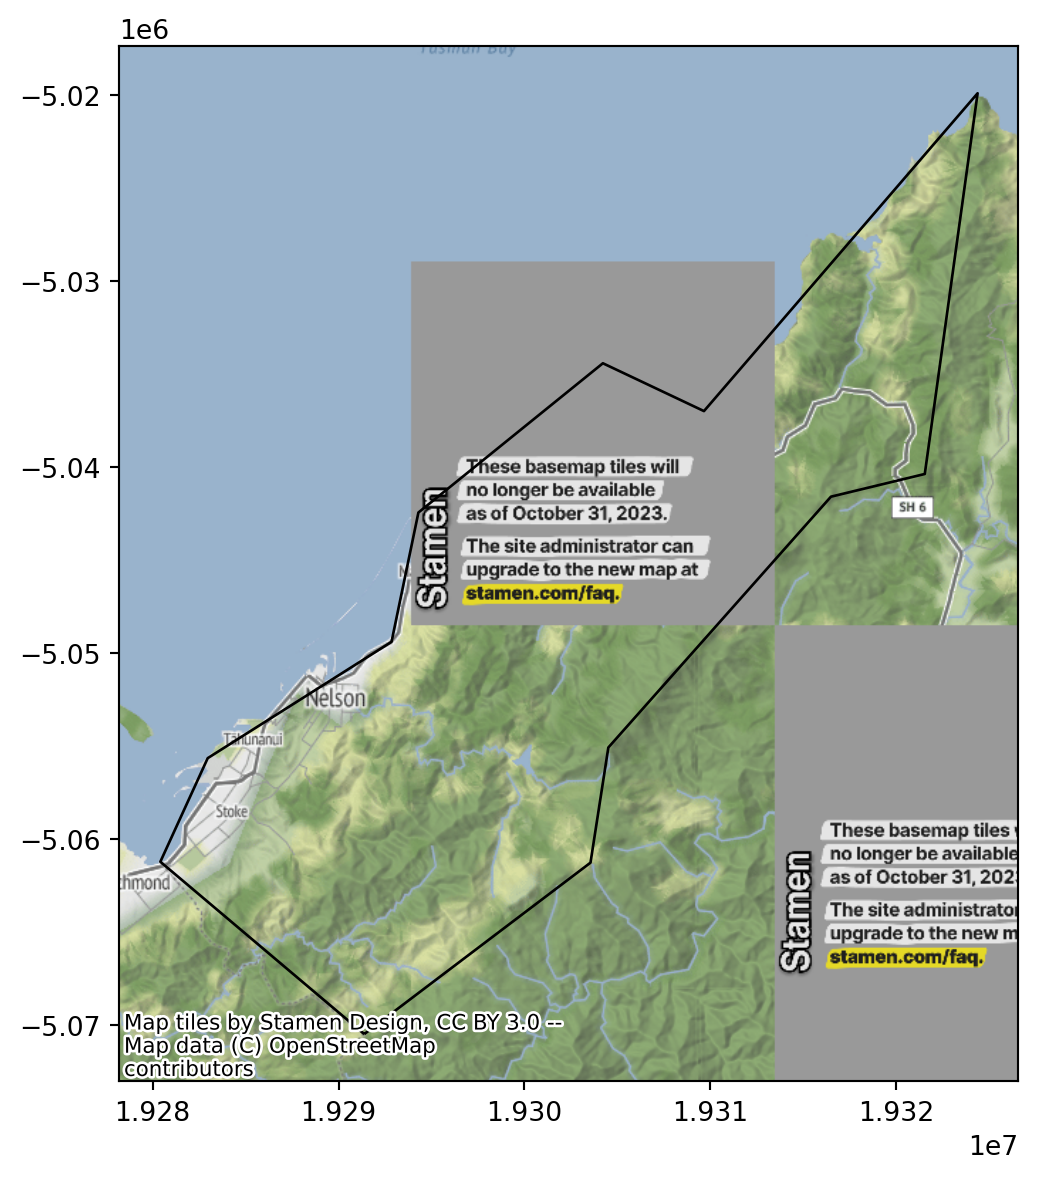 1e6
Tasman Bay
−5.02
−5.03
−5.04
These basemap tiles will
no longer be available
as of October 31, 2023.
The site administrator can
upgrade to the new map at
stamen.com/faq.
Stamen
SH 6
−5.05
Nelson
Tāhunanui
Stoke
−5.06
chmond
These basemap tiles
no longer be available
as of October 31, 2023
The site administrator
upgrade to the new m
stamen.com/faq.
Stamen
−5.07
Map tiles by Stamen Design, CC BY 3.0 --
Map data (C) OpenStreetMap
contributors
1.928 1.929 1.930 1.931 1.932
1e7